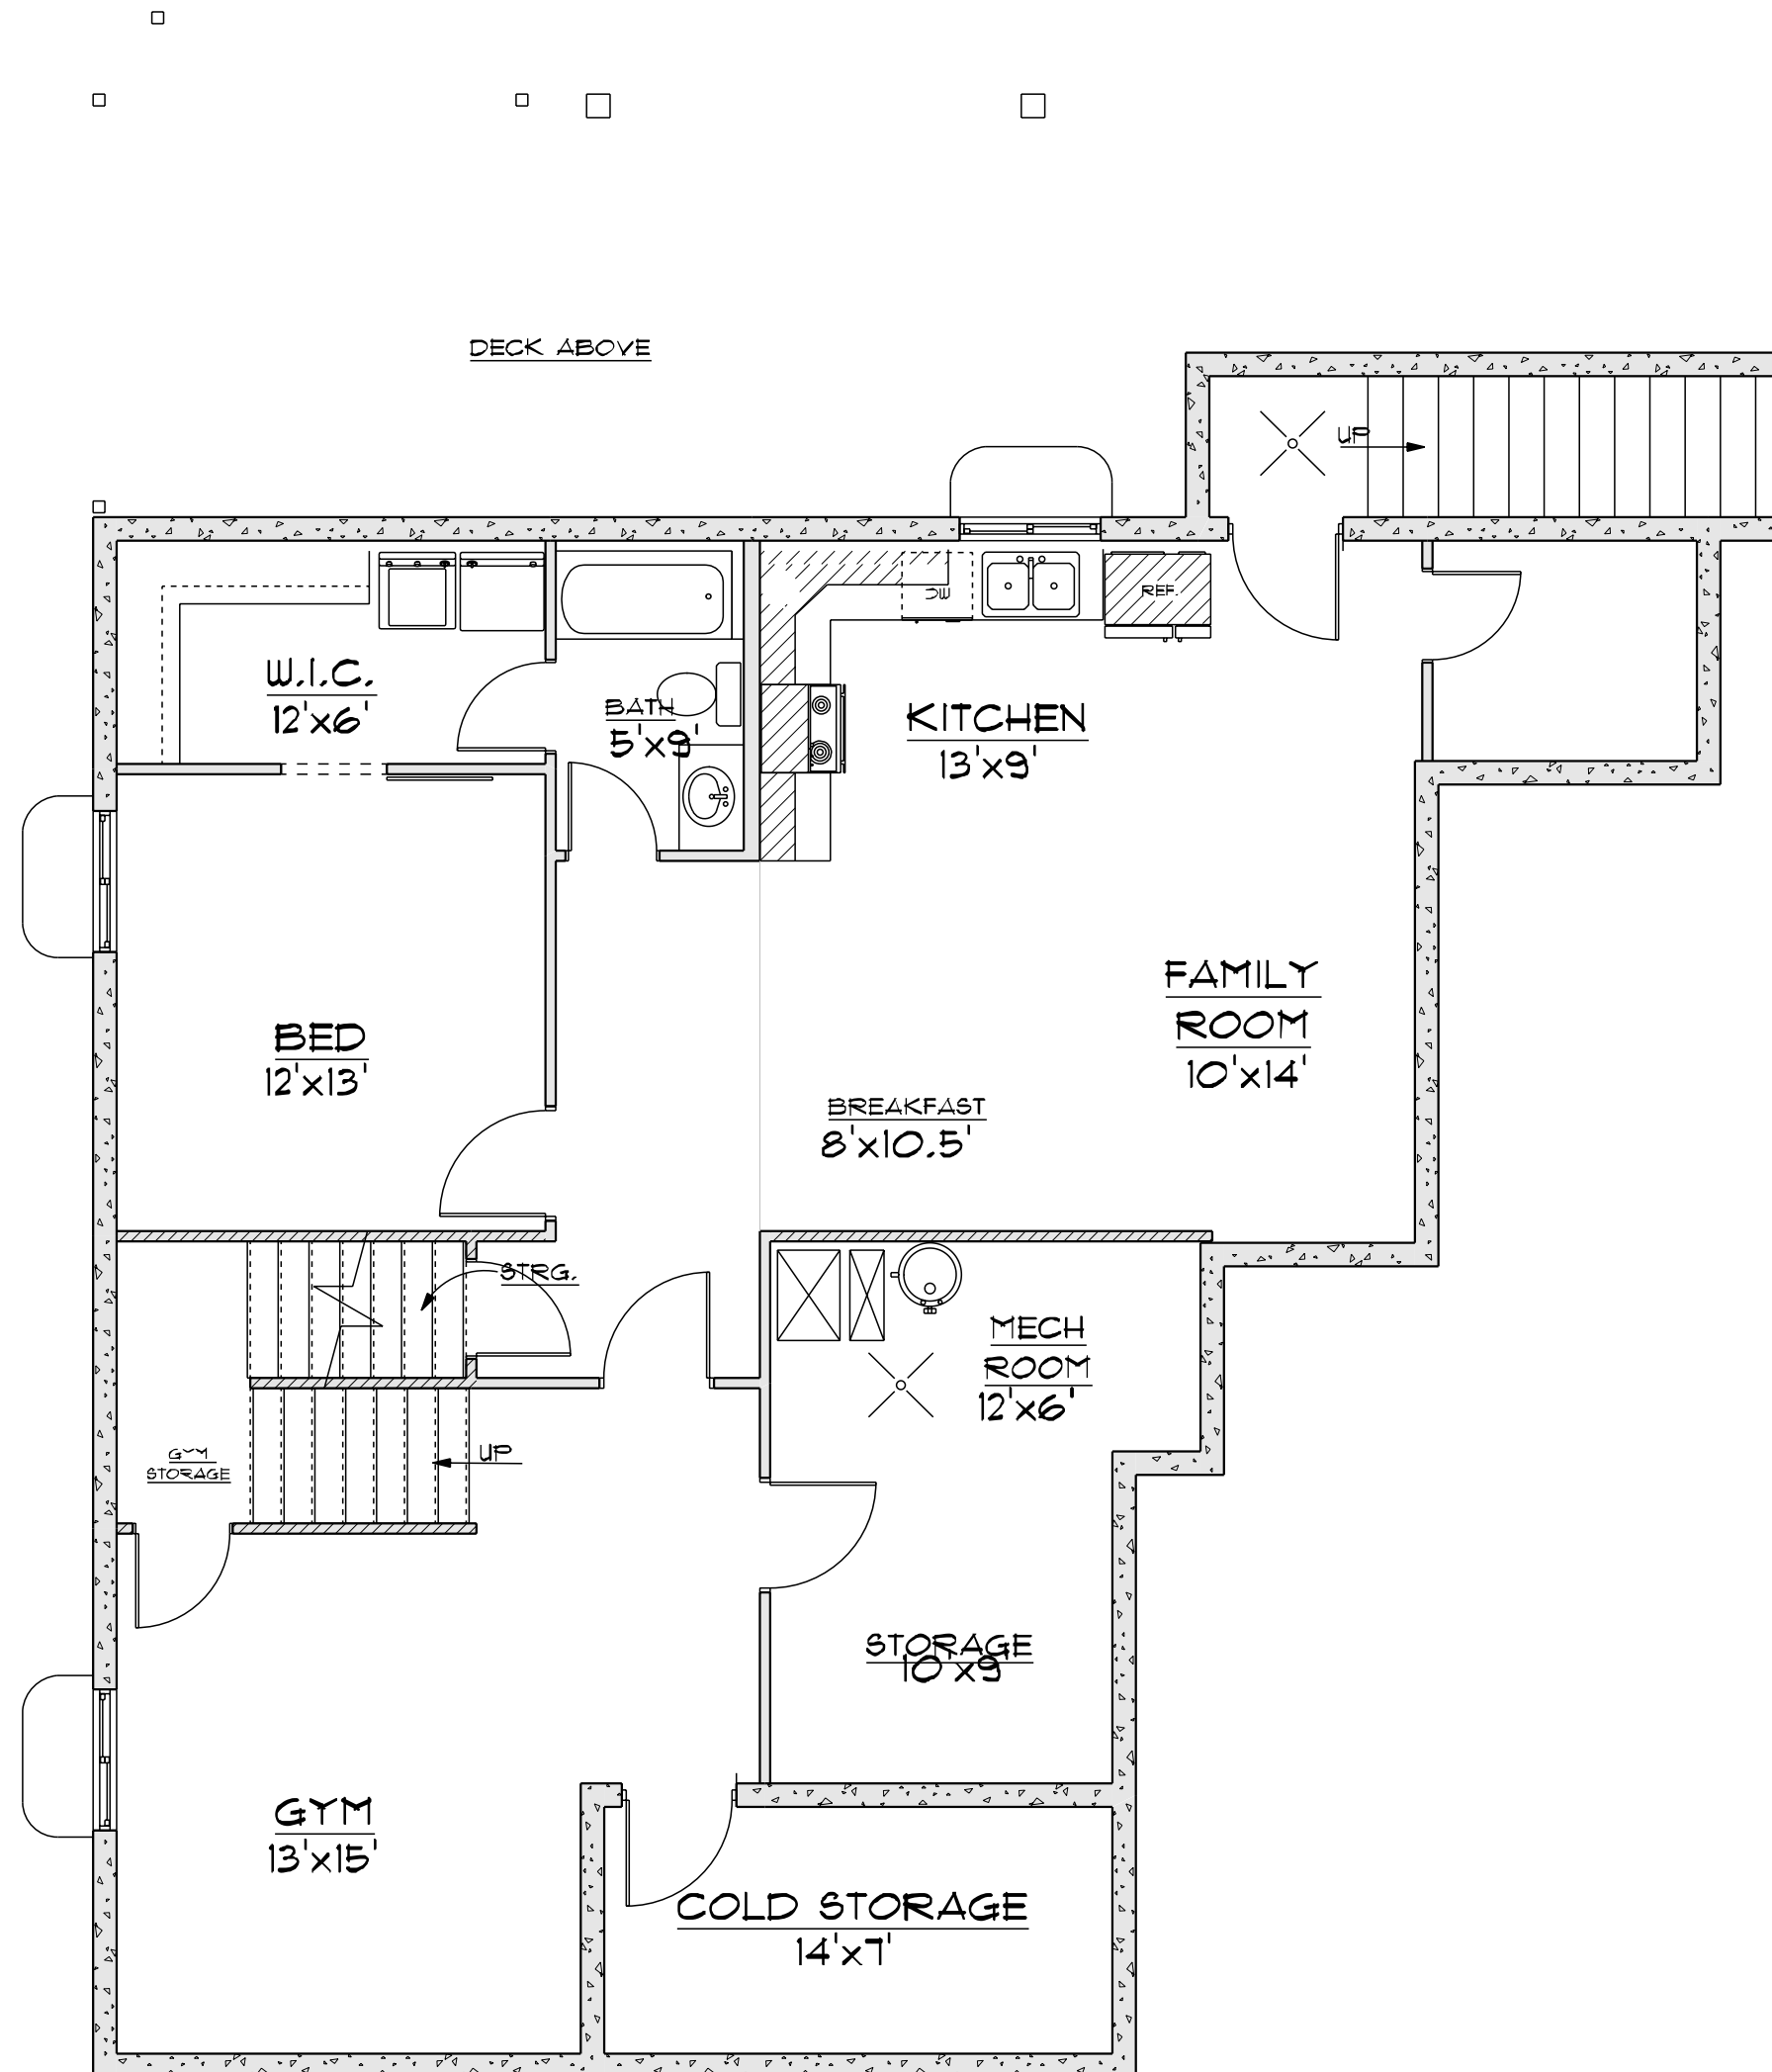 DECK ABOVE
UP
DW
REF.
W.I.C.
12'x6'
BATH
5'x9'
KITCHEN
13'x9'
FAMILY
ROOM
10'x14'
BED
12'x13'
BREAKFAST
8'x10.5'
STRG.
MECH
ROOM
12'x6'
GYM
STORAGE
UP
STORAGE
10'x9'
GYM
13'x15'
COLD STORAGE
14'x7'